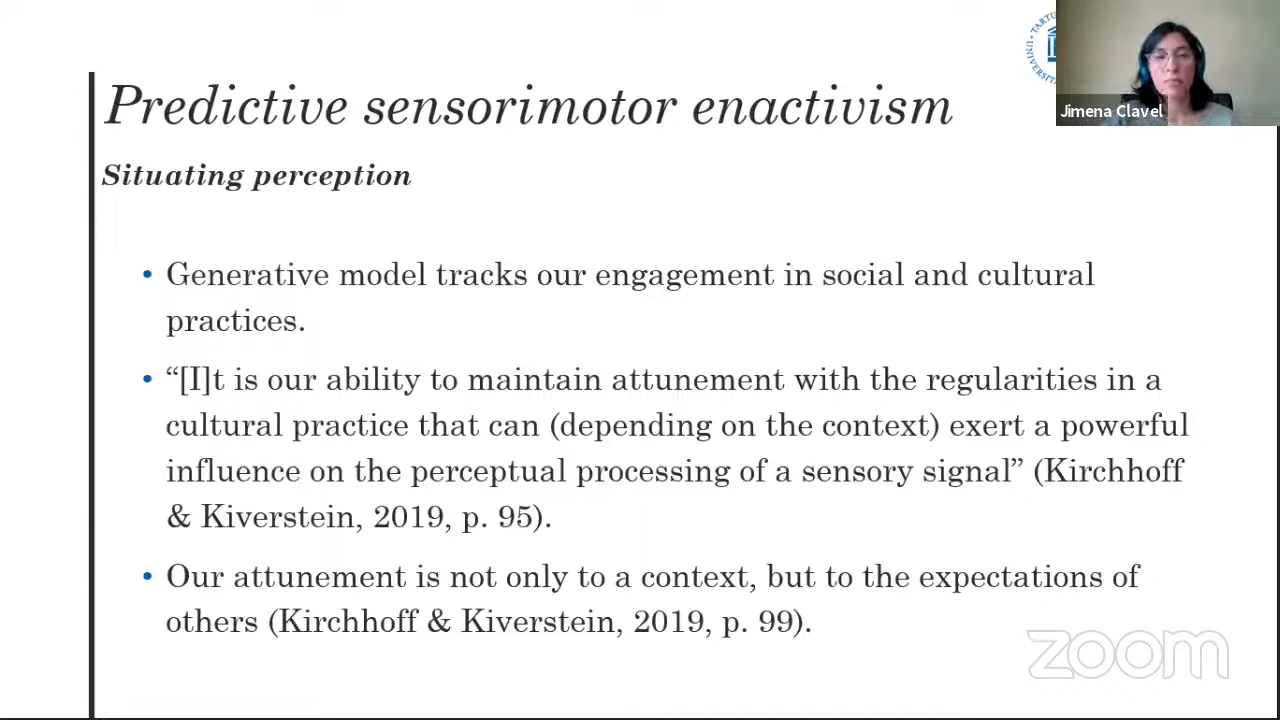 Predictive sensorimotor enactivism
Situating perception
• Generative model tracks our engagement in social and cultural
practices.
• “[I]t is our ability to maintain attunement with the regularities in a
cultural practice that can (depending on the context) exert a powerful
influence on the perceptual processing of a sensory signal” (Kirchhoff
& Kiverstein, 2019, p. 95).
• Our attunement is not only to a context, but to the expectations of
others (Kirchhoff & Kiverstein, 2019, p. 99).
Jimena Clavel
zoom